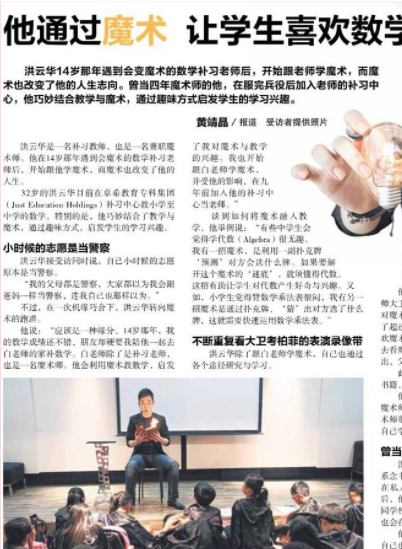 他通过魔术 让学生喜欢数学
洪云华14岁那年遇到会变魔术的数学补习老师后，开始跟老师学魔术，而魔
术也改变了他的人生志向。曾当四年魔术师的他，在服完兵役后加入老师的补习中
心，他巧妙结合教学与魔术，通过趣味方式启发学生的学习兴趣。
黄靖晶／报道 受访者提供照片
洪云华是一名补习教师，也是一名兼职魔
术师。他在14岁那年遇到会魔术的数学补习老
师后，开始跟他学魔术，而魔术也改变了他的
人生。
32岁的洪云华目前在卓希教育专科集团
（Just Education Holdings）补习中心教小学至
中学的数学。特别的是，他巧妙结合了教学与
魔术，通过趣味方式，启发学生的学习兴趣。
小时候的志愿是当警察
洪云华接受访问时说，自己小时候的志愿
原本是当警察。
“我的父母都是警察，大家都以为我会跟
爸妈一样当警察，连我自己也那样以为。”
不过，在一次机缘巧合下，洪云华转向魔
术的跑道。
他说：“应该是一种缘分。14岁那年，我
的数学成绩还不错，朋友却硬要我陪他一起去
白老师的家补数学。白老师除了是补习老师，
也是一名魔术师。他会利用魔术教数学，启发
了我对魔术与教学
的兴趣。我也开始
跟白老师学魔术，
并受他的影响，在九
年前加入他的补习中
心当老师。”
谈到如何将魔术融入教
学，他举例说：“有些中学生会
觉得学代数（Algebra）很无趣。
我有一招魔术，是利用一副扑克牌
‘预测’对方会选什么牌。如果要解
开这个魔术的‘谜底’，就须懂得代数。
这招有助让学生对代数产生好奇与兴趣。又
如，小学生觉得背数学乘法表很闷，我有另一
招魔术是通过扑克牌，‘猜’出对方选了什么
牌，这就需要快速运用数学乘法表。”
不断重复看大卫考柏菲的表演录像带
洪云华除了跟白老师学魔术，自己也通过
各个途径研究与学习。